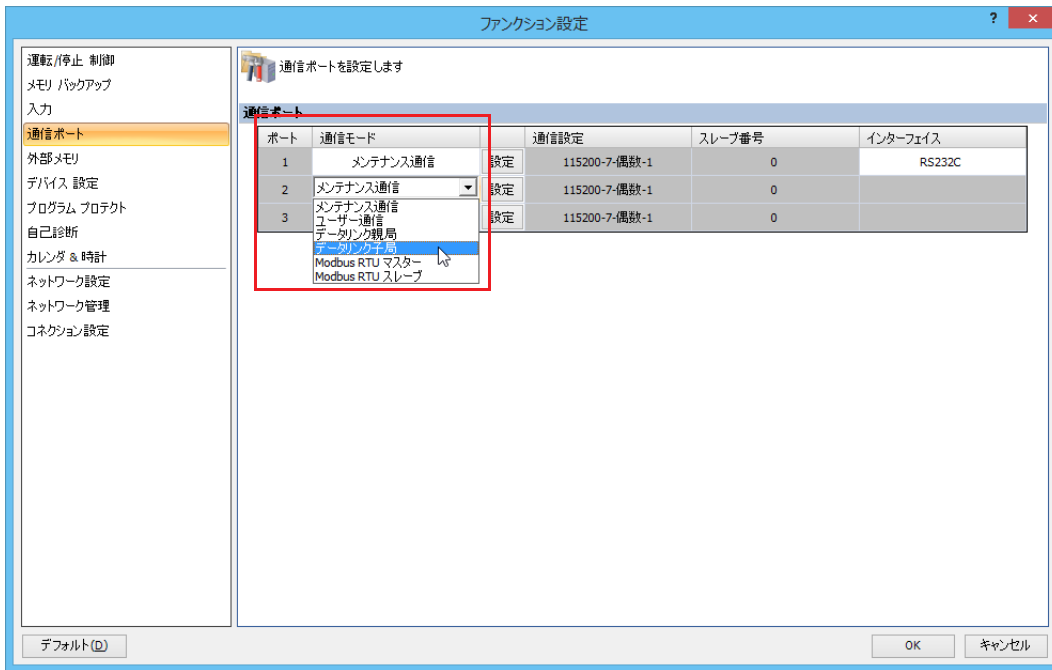 ファンクション設定
?
×
運転/停止 制御
メモリ バックアップ
入力
通信ポート
外部メモリ
デバイス 設定
プログラム プロテクト
自己診断
カレンダ & 時計
ネットワーク設定
ネットワーク管理
コネクション設定
通信ポートを設定します
通信ポート
ポート 通信モード 通信設定 スレーブ番号 インターフェイス
1 メンテナンス通信 設定 115200-7-偶数-1 0 RS232C
2 メンテナンス通信 設定 115200-7-偶数-1 0
3 設定 115200-7-偶数-1 0
メンテナンス通信
ユーザー通信
データリンク親局
データリンク子局
Modbus RTU マスター
Modbus RTU スレーブ
デフォルト(D)
OK
キャンセル